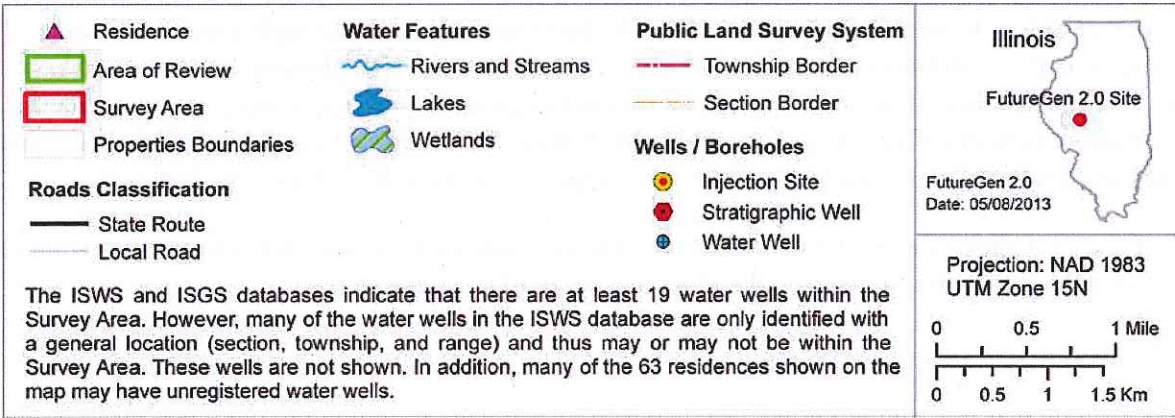 Residence
Area of Review
Survey Area
Properties Boundaries
Roads Classification
State Route
Local Road
Water Features
Rivers and Streams
Lakes
Wetlands
Public Land Survey System
Township Border
Section Border
Wells / Boreholes
Injection Site
Stratigraphic Well
Water Well
The ISWS and ISGS databases indicate that there are at least 19 water wells within the
Survey Area. However, many of the water wells in the ISWS database are only identified with
a general location (section, township, and range) and thus may or may not be within the
Survey Area. These wells are not shown. In addition, many of the 63 residences shown on the
map may have unregistered water wells.
Illinois
FutureGen 2.0 Site
FutureGen 2.0
Date: 05/08/2013
Projection: NAD 1983
UTM Zone 15N
0 0.5 1 Mile
0 0.5 1 1.5 Km